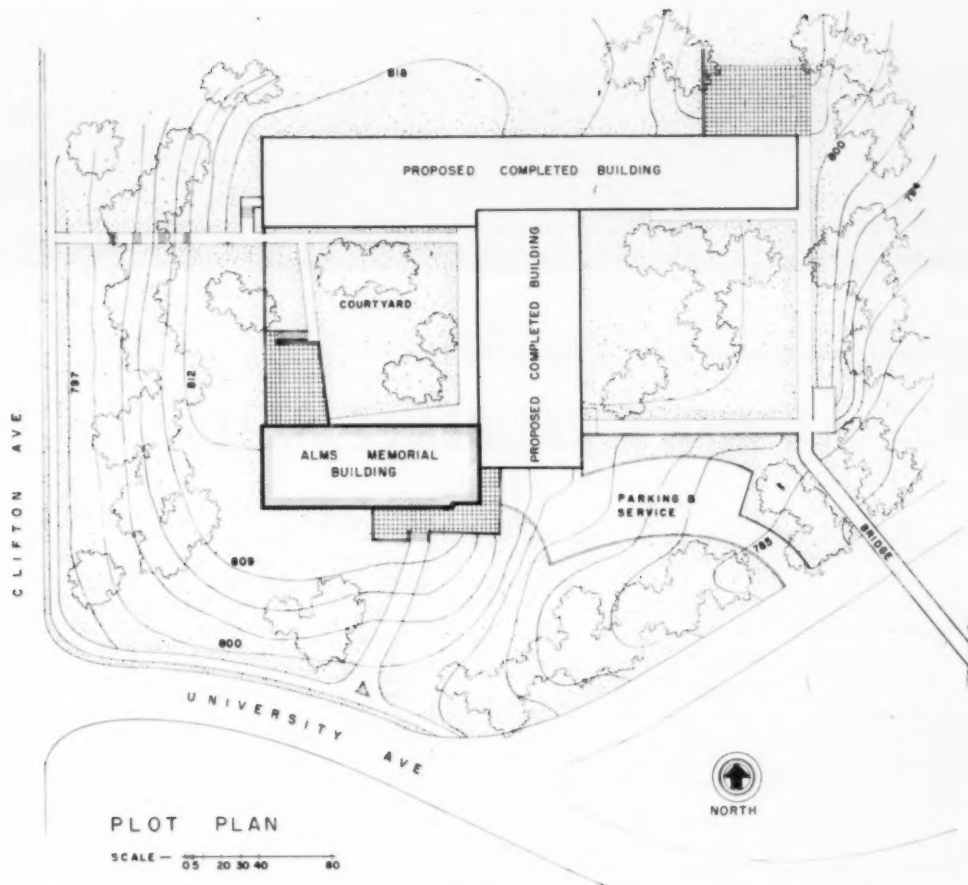 818
PROPOSED COMPLETED BUILDING
800
784
COURTYARD
PROPOSED COMPLETED BUILDING
797
812
CLIFTON AVE
ALMS MEMORIAL
BUILDING
PARKING &
SERVICE
785
BRIDGE
809
800
UNIVERSITY AVE
NORTH
PLOT PLAN
SCALE — 0 5 20 30 40 80